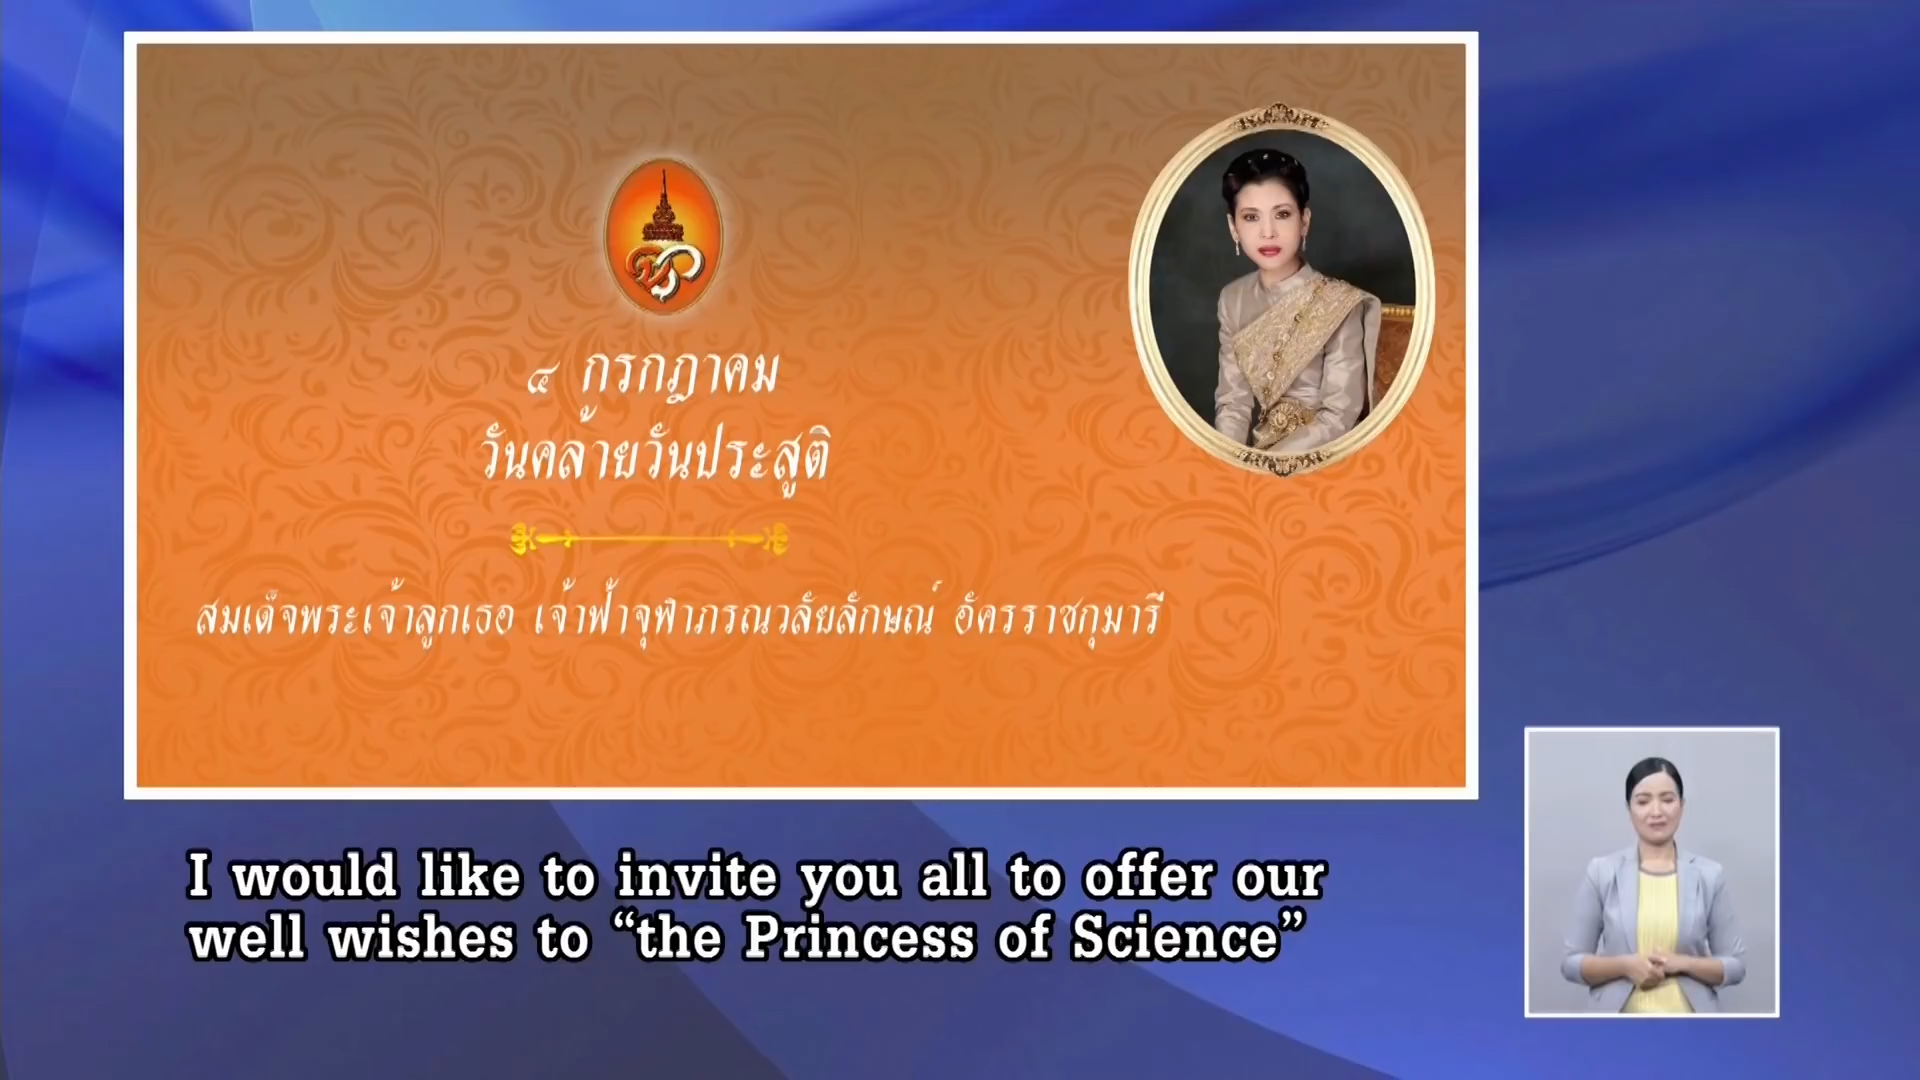 ๔ กรกฎาคม
วันคล้ายวันประสูติ
สมเด็จพระเจ้าลูกเธอ เจ้าฟ้าจุฬาภรณวลัยลักษณ์ อัครราชกุมารี
I would like to invite you all to offer our
well wishes to “the Princess of Science”